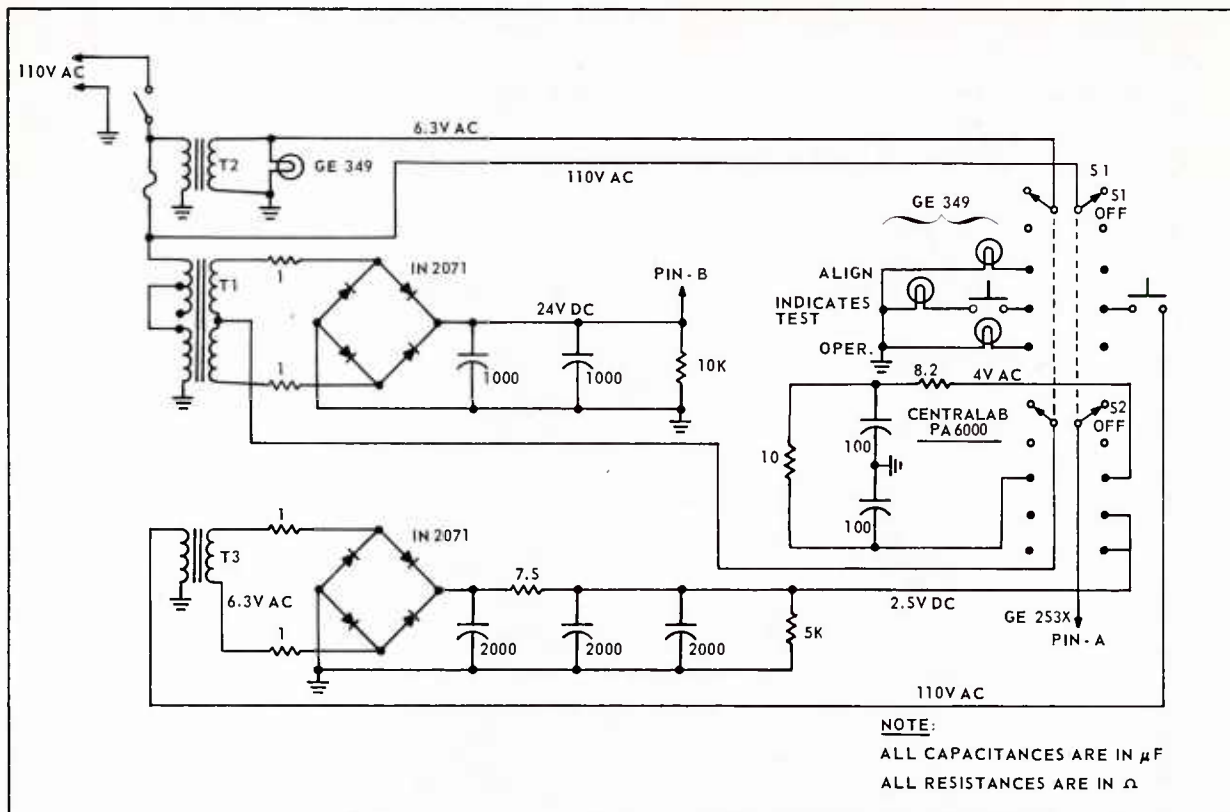 110V AC
6.3V AC
T2
GE 349
110V AC
S1
S1
OFF
GE 349
1
IN 2071
T1
PIN - B
ALIGN
INDICATES
TEST
24V DC
OPER.
1000
1000
10K
1
8.2
4V AC
CENTRALAB
PA6000
S2
OFF
100
10
100
1
IN 2071
T3
7.5
6.3V AC
2.5V DC
1
2000
2000
2000
5K
GE 253X
PIN - A
110V AC
NOTE:
ALL CAPACITANCES ARE IN μF
ALL RESISTANCES ARE IN Ω